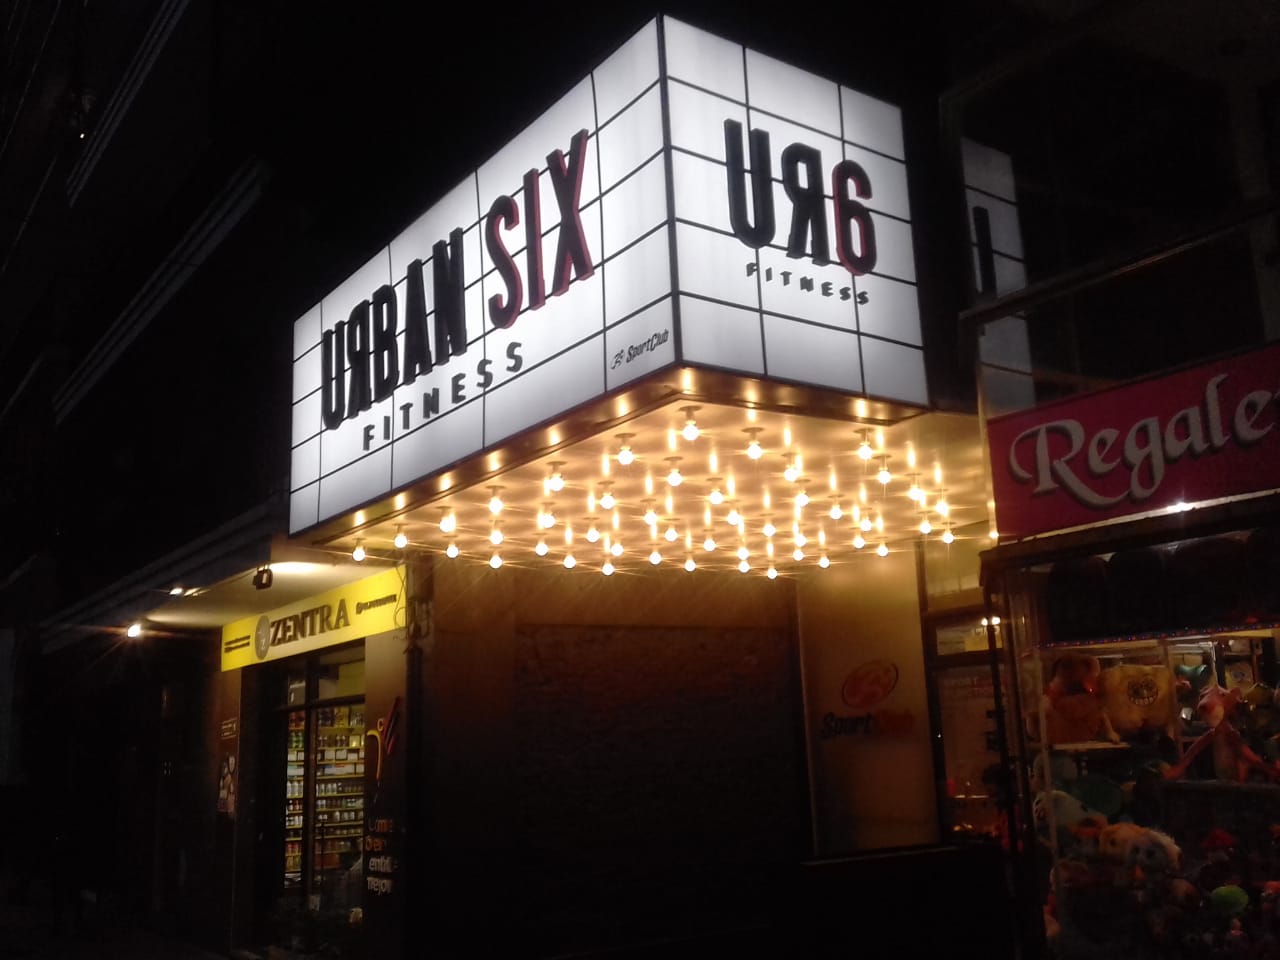 URBAN SIX
FITNESS
SportClub
UR6
FITNESS
Regale
ZENTRA
SportClub